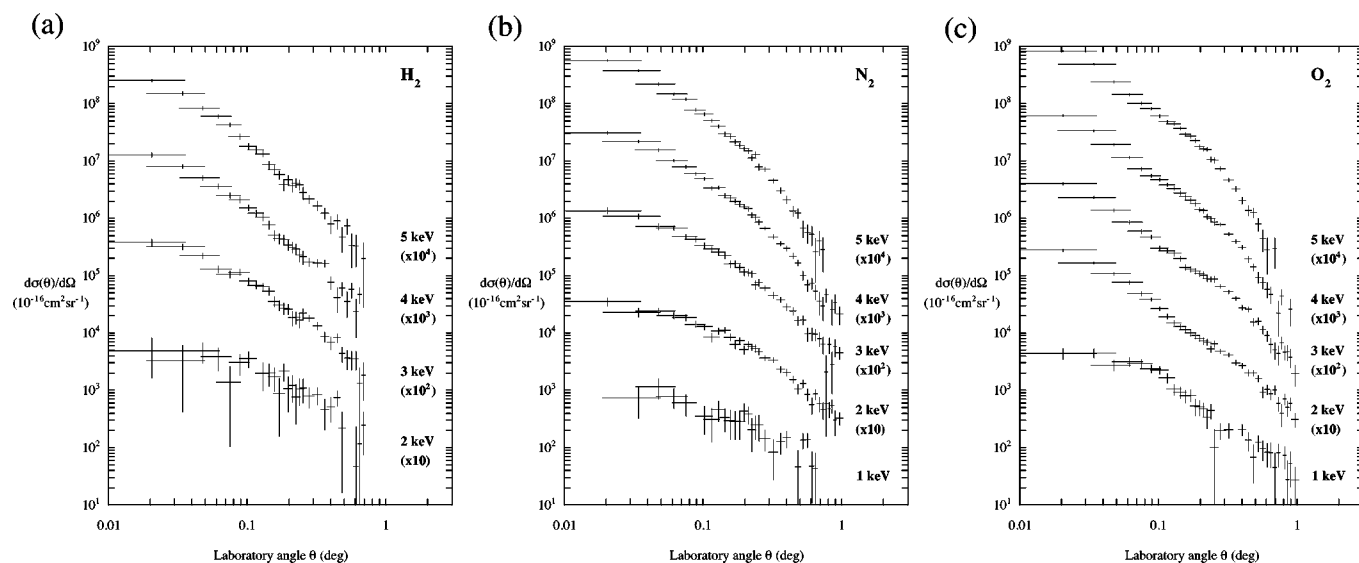 (a)
10⁹
H₂
10⁸
10⁷
10⁶
10⁵
10⁴
10³
10²
10¹
dσ(θ)/dΩ
(10⁻¹⁶cm²sr⁻¹)
5 keV
(x10⁴)
4 keV
(x10³)
3 keV
(x10²)
2 keV
(x10)
0.01
0.1
1
Laboratory angle θ (deg)
(b)
10⁹
N₂
10⁸
10⁷
10⁶
10⁵
10⁴
10³
10²
10¹
dσ(θ)/dΩ
(10⁻¹⁶cm²sr⁻¹)
5 keV
(x10⁴)
4 keV
(x10³)
3 keV
(x10²)
2 keV
(x10)
1 keV
0.01
0.1
1
Laboratory angle θ (deg)
(c)
10⁹
O₂
10⁸
10⁷
10⁶
10⁵
10⁴
10³
10²
10¹
dσ(θ)/dΩ
(10⁻¹⁶cm²sr⁻¹)
5 keV
(x10⁴)
4 keV
(x10³)
3 keV
(x10²)
2 keV
(x10)
1 keV
0.01
0.1
1
Laboratory angle θ (deg)